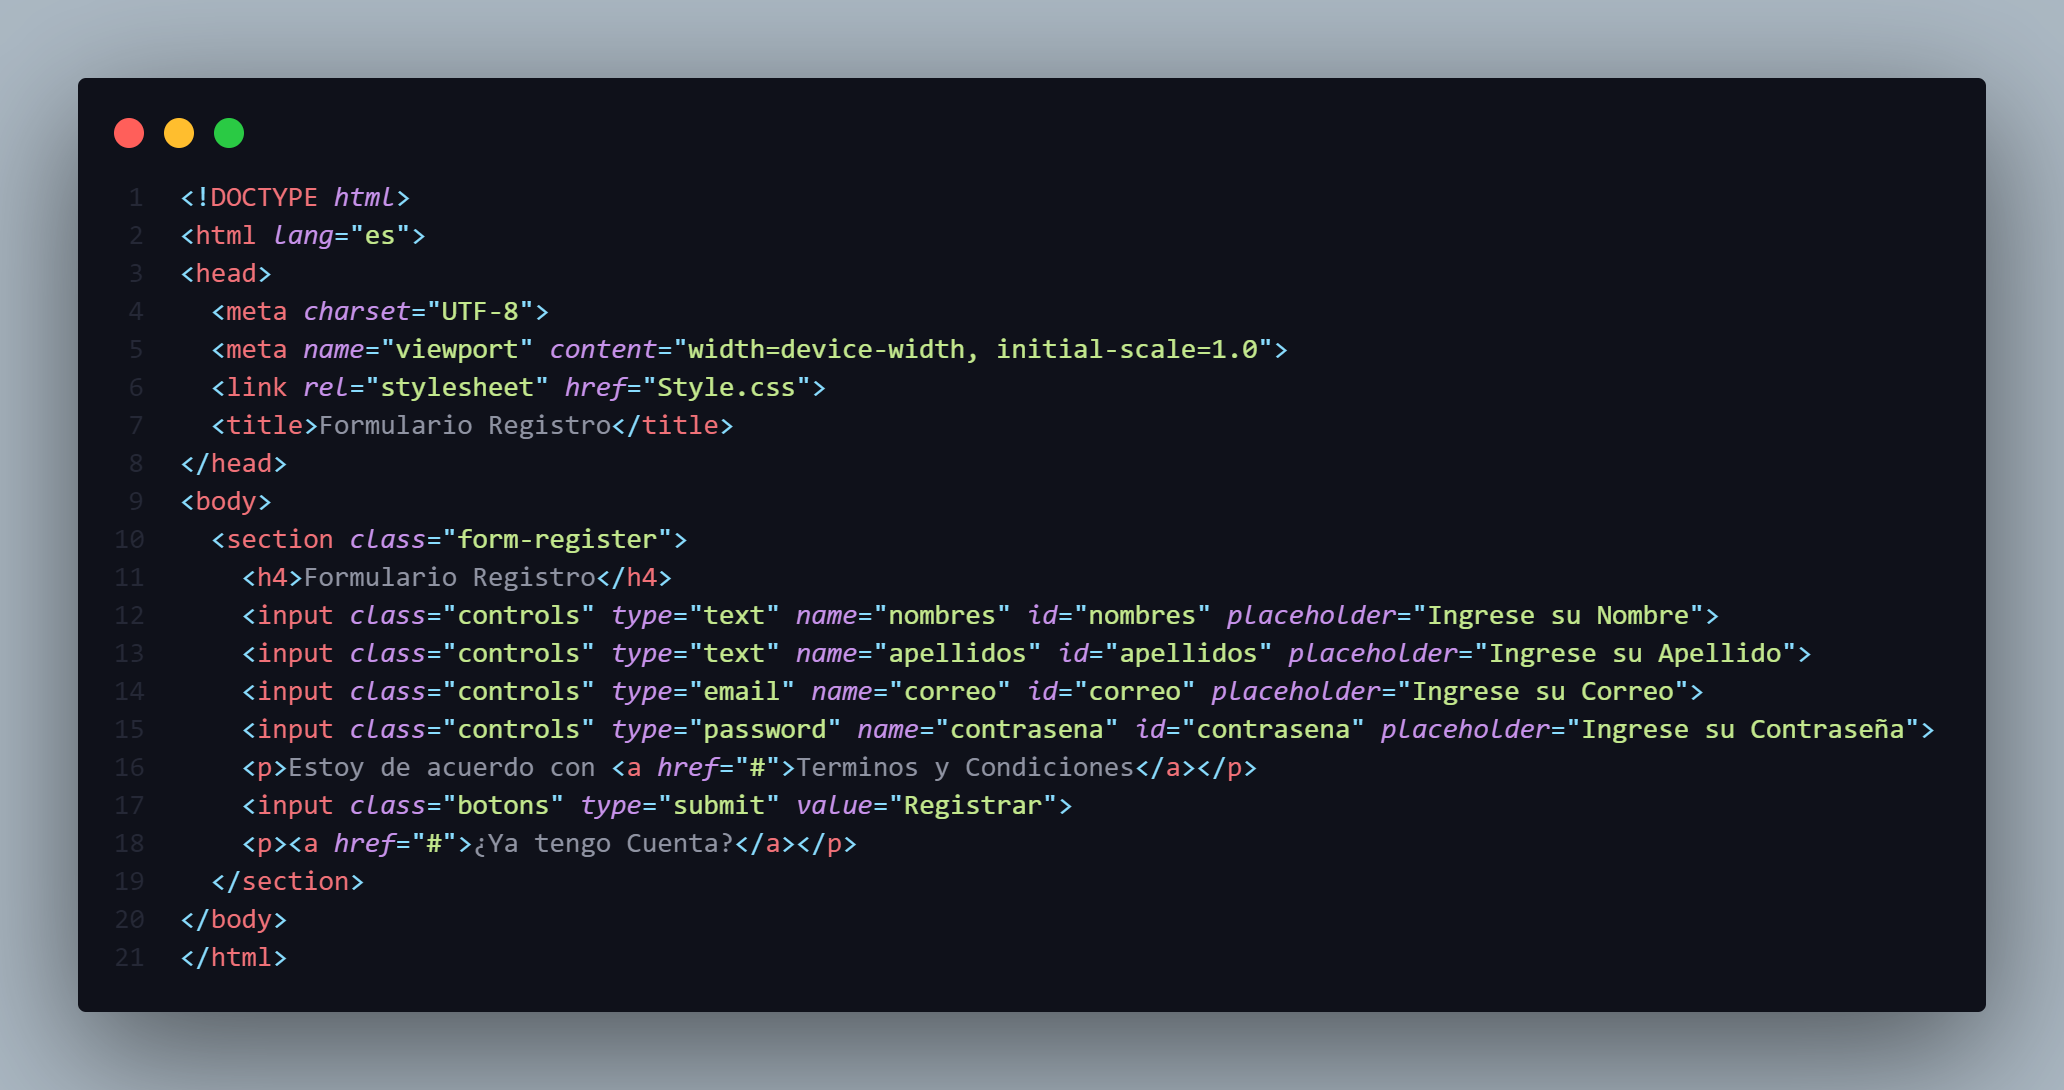 1 <!DOCTYPE html>
2 <html lang="es">
3 <head>
4   <meta charset="UTF-8">
5   <meta name="viewport" content="width=device-width, initial-scale=1.0">
6   <link rel="stylesheet" href="Style.css">
7   <title>Formulario Registro</title>
8 </head>
9 <body>
10   <section class="form-register">
11     <h4>Formulario Registro</h4>
12     <input class="controls" type="text" name="nombres" id="nombres" placeholder="Ingrese su Nombre">
13     <input class="controls" type="text" name="apellidos" id="apellidos" placeholder="Ingrese su Apellido">
14     <input class="controls" type="email" name="correo" id="correo" placeholder="Ingrese su Correo">
15     <input class="controls" type="password" name="contrasena" id="contrasena" placeholder="Ingrese su Contraseña">
16     <p>Estoy de acuerdo con <a href="#">Terminos y Condiciones</a></p>
17     <input class="botons" type="submit" value="Registrar">
18     <p><a href="#">¿Ya tengo Cuenta?</a></p>
19   </section>
20 </body>
21 </html>